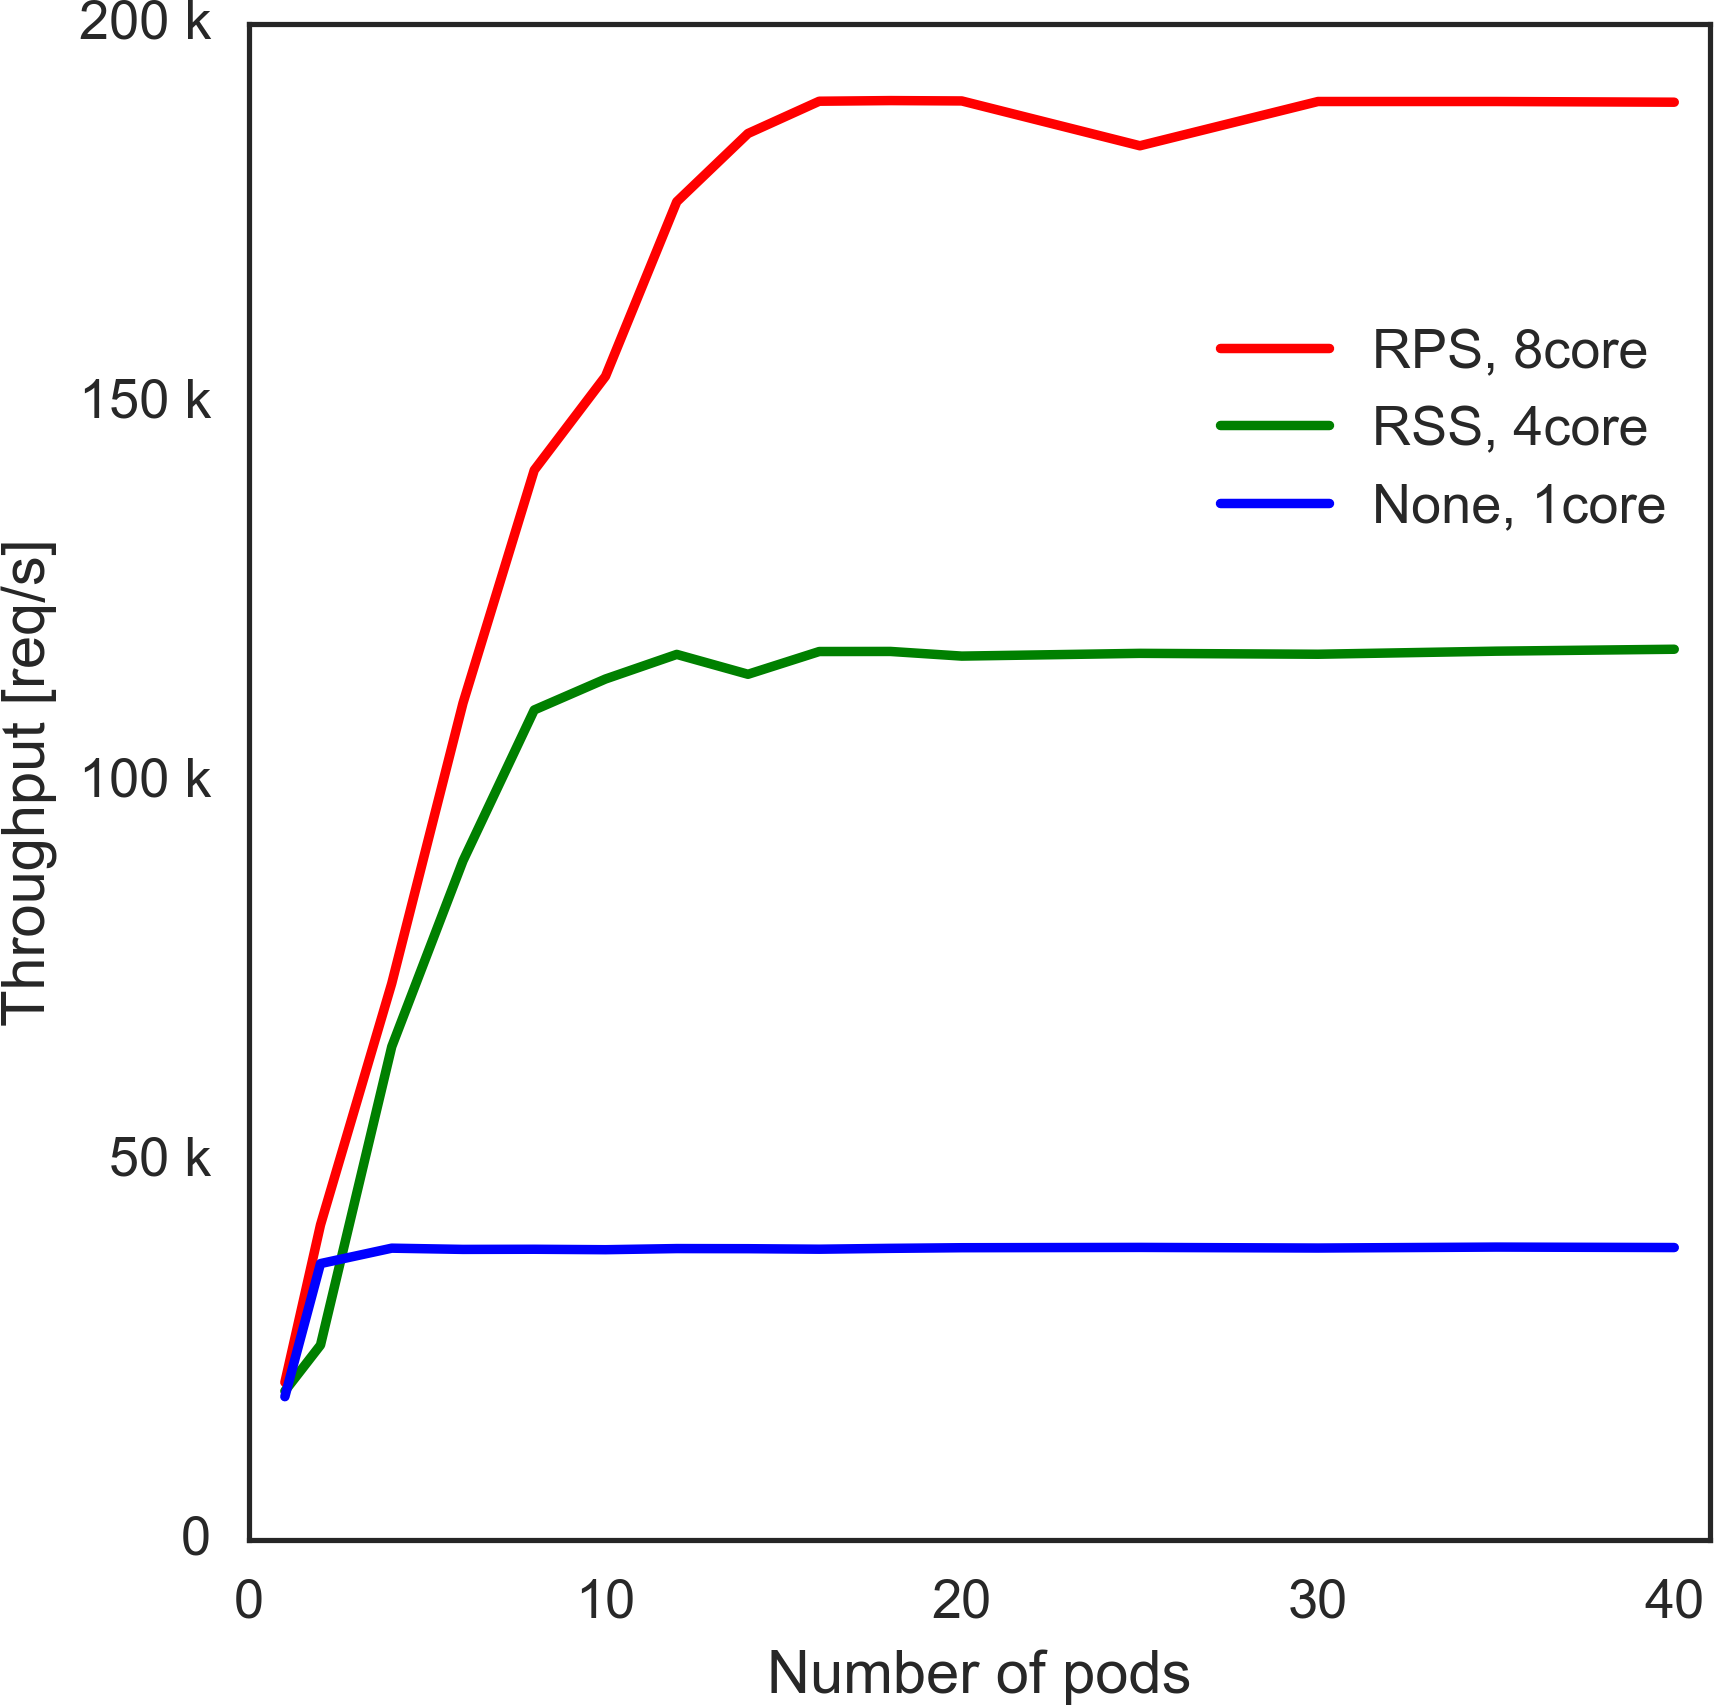 200 k
150 k
100 k
50 k
0
Throughput [req/s]
RPS, 8core
RSS, 4core
None, 1core
0 10 20 30 40
Number of pods